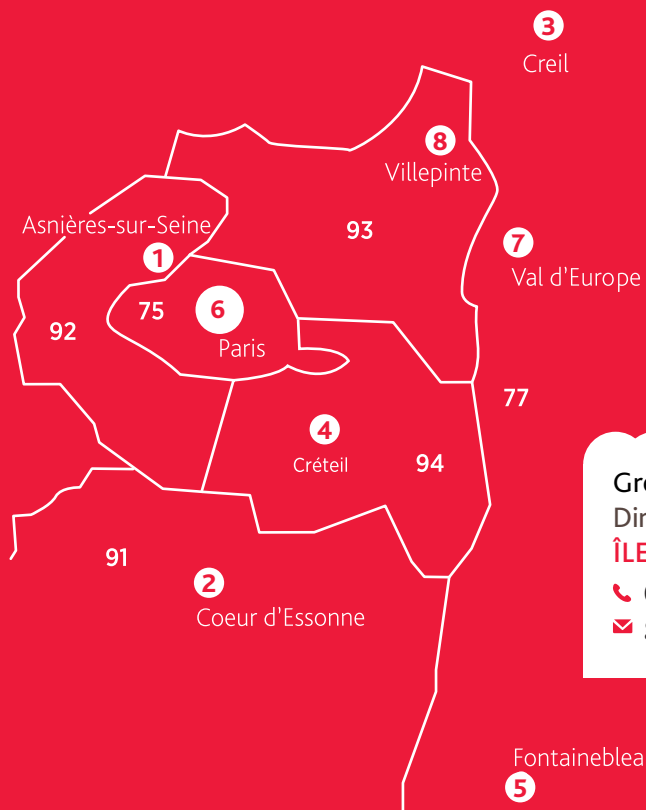 3
Creil
8
Villepinte
Asnières-sur-Seine
93
1
7
Val d'Europe
75
6
92
Paris
77
4
Créteil
94
91
2
Coeur d'Essonne
ÎLE
Fontaineblea
5